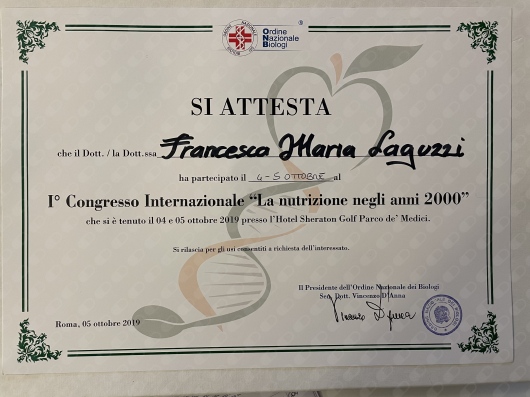 Ordine
Nazionale
Biologi
®
SI ATTESTA
che il Dott. / la Dott.ssa Francesca Maria Laguzzi
ha partecipato il 4-5 OTTOBRE al
I° Congresso Internazionale “La nutrizione negli anni 2000”
che si è tenuto il 04 e 05 ottobre 2019 presso l'Hotel Sheraton Golf Parco de' Medici.
Si rilascia per gli usi consentiti a richiesta dell'interessato.
Il Presidente dell'Ordine Nazionale dei Biologi
Sen. Dott. Vincenzo D'Anna
Vincenzo D'Anna
Roma, 05 ottobre 2019